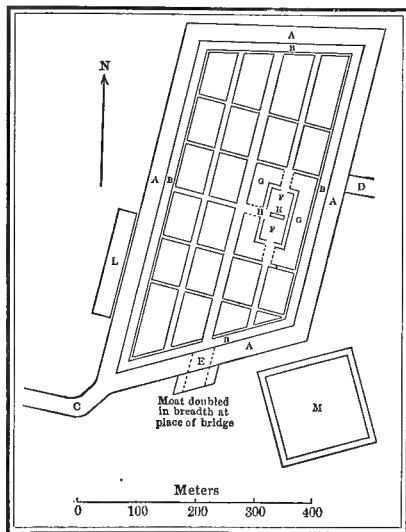 A
B
N
A B
G
F
B
D
K
G
A
H
F
L
B
A
E
Moat doubled
in breadth at
place of bridge
M
C
Meters
0 100 200 300 400